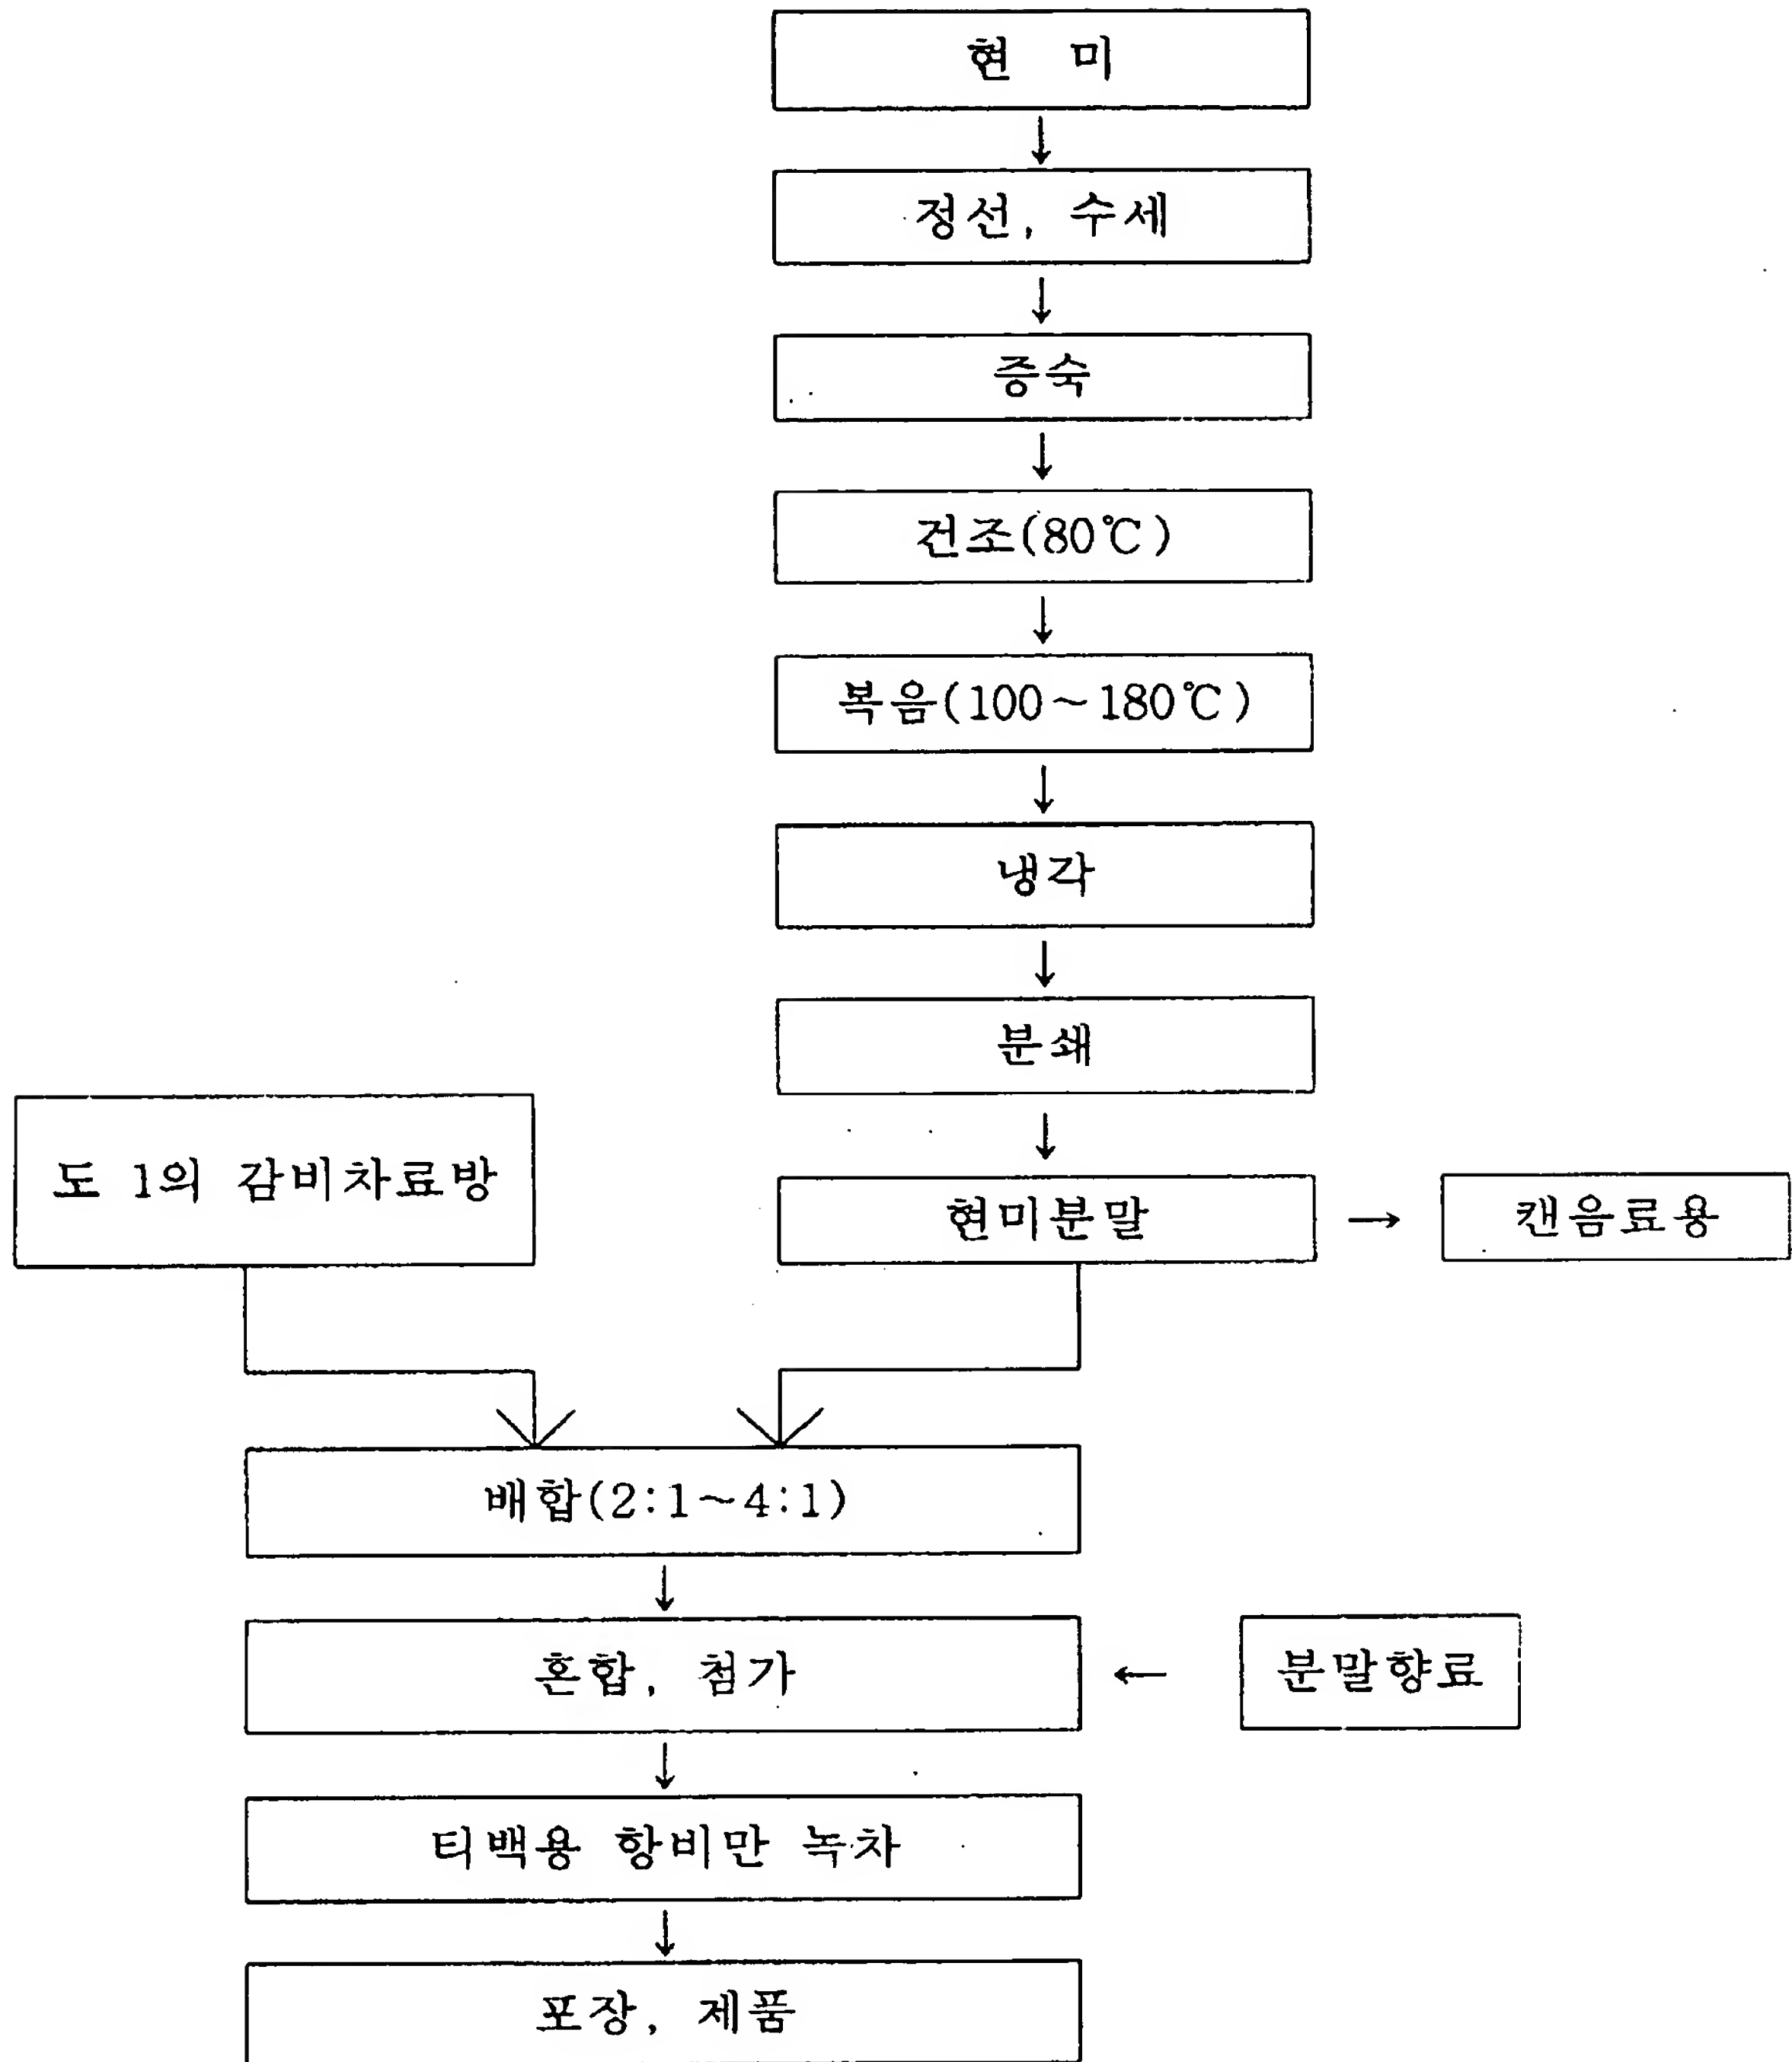 현 미
정선, 수세
증숙
건조(80℃)
복음(100~180℃)
냉각
분쇄
도 1의 감비차료방
현미분말 → 캔음료용
배합(2:1~4:1)
혼합, 첨가 ← 분말향료
티백용 항비만 녹차
포장, 제품